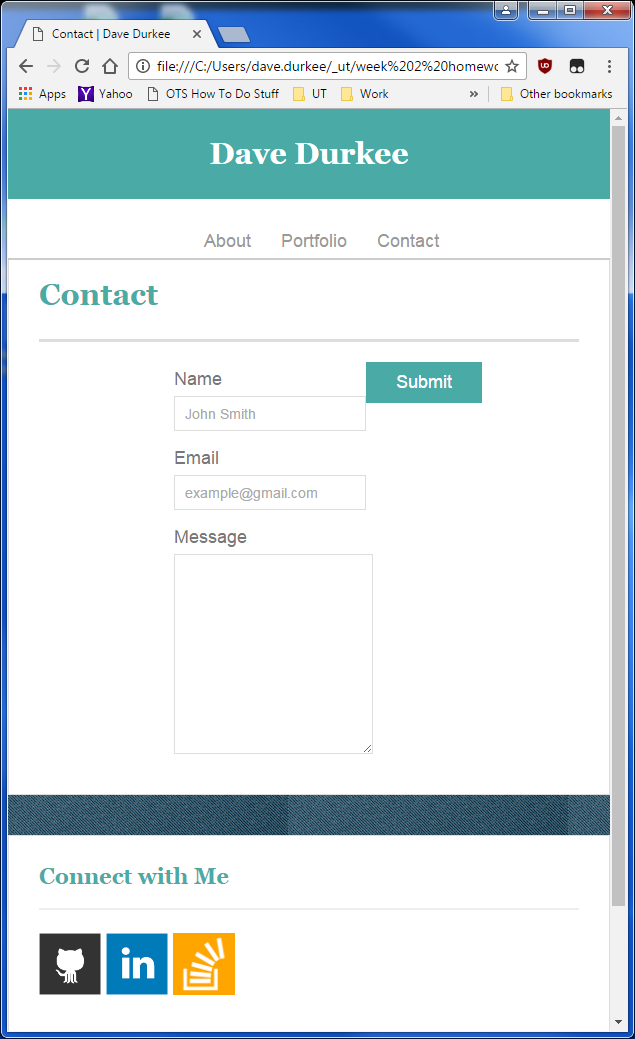 Contact | Dave Durkee
file:///C:/Users/dave.durkee/_ut/week%202%20homewo
Apps Yahoo OTS How To Do Stuff UT Work » Other bookmarks
Dave Durkee
About Portfolio Contact
Contact
Name
Submit
John Smith
Email
example@gmail.com
Message
Connect with Me
in